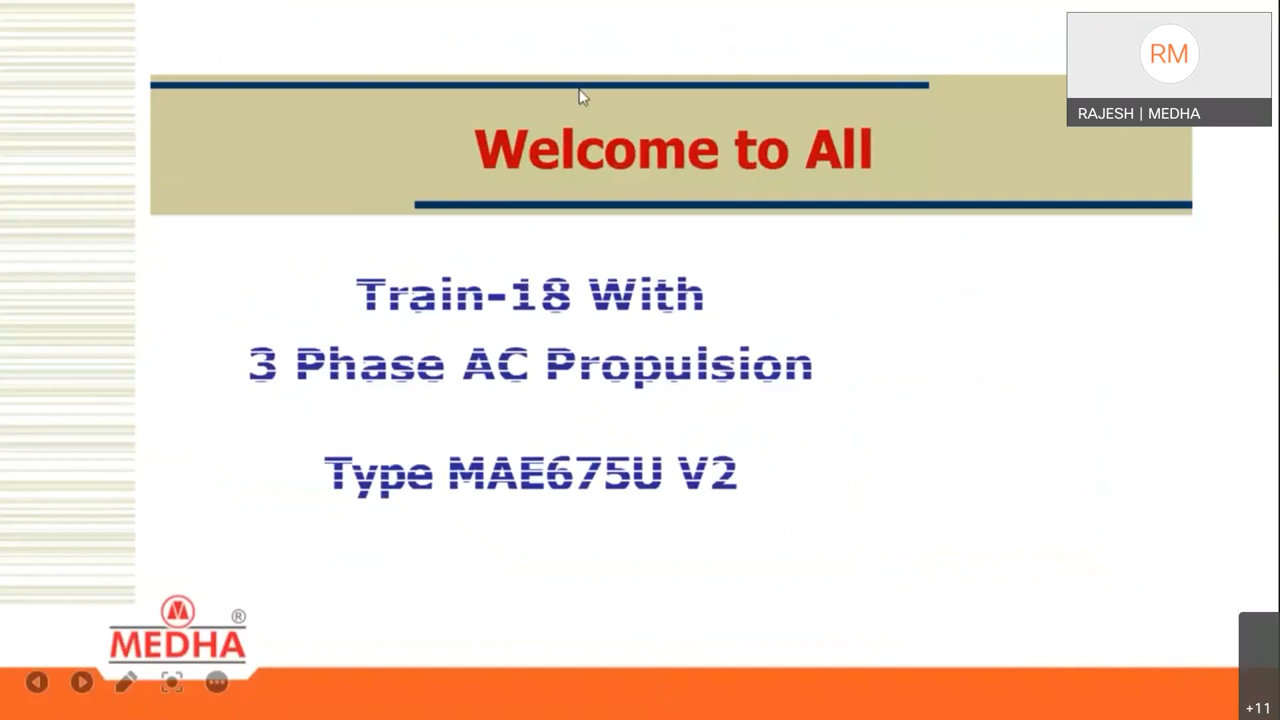 RM
RAJESH | MEDHA
Welcome to All
Train-18 With
3 Phase AC Propulsion
Type MAE675U V2
®
MEDHA
+11